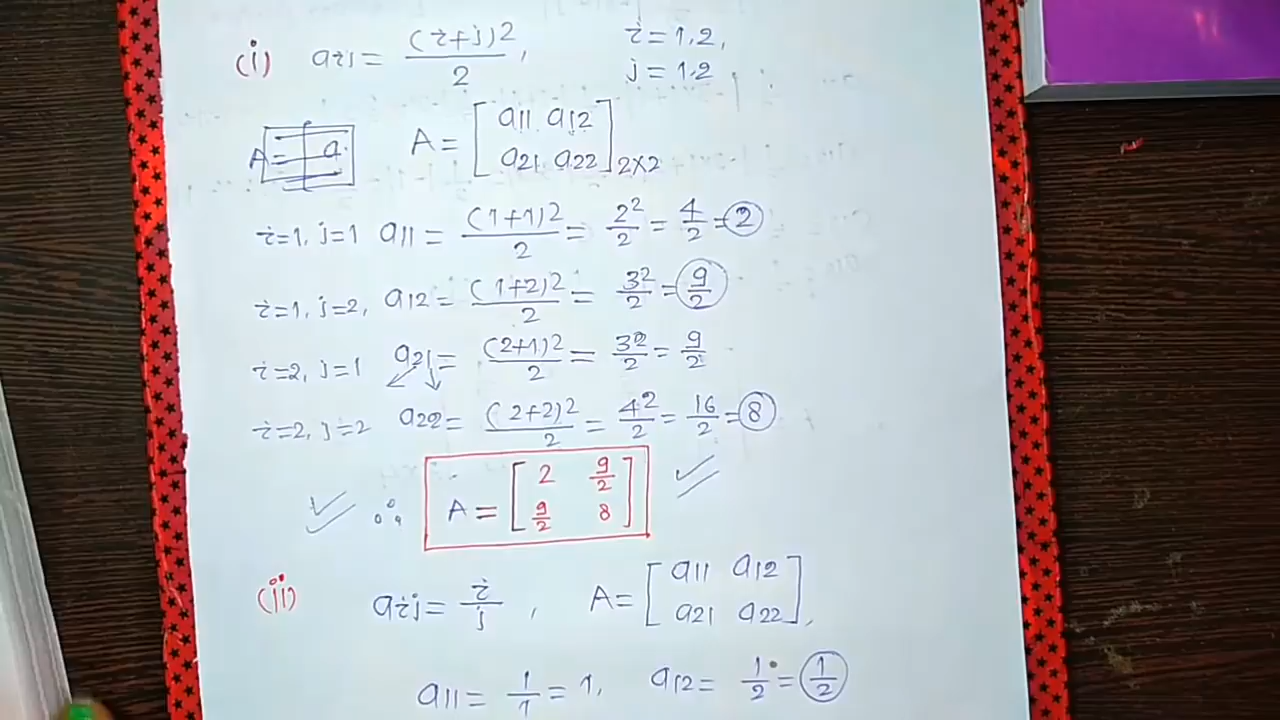 (i) aij = (i+j)2 / 2 , i = 1,2,
j = 1,2
A = a A = [ a11 a12
a21 a22 ] 2×2
i=1, j=1 a11 = (1+1)2 / 2 = 2² / 2 = 4/2 = 2
i=1, j=2, a12 = (1+2)2 / 2 = 3² / 2 = 9/2
i=2, j=1 a21 = (2+1)2 / 2 = 3² / 2 = 9/2
i=2, j=2 a22 = (2+2)2 / 2 = 4² / 2 = 16/2 = 8
∴ A = [ 2 9/2
9/2 8 ]
(ii) aij = i/j , A = [ a11 a12
a21 a22 ],
a11 = 1/1 = 1, a12 = 1/2 = 1/2